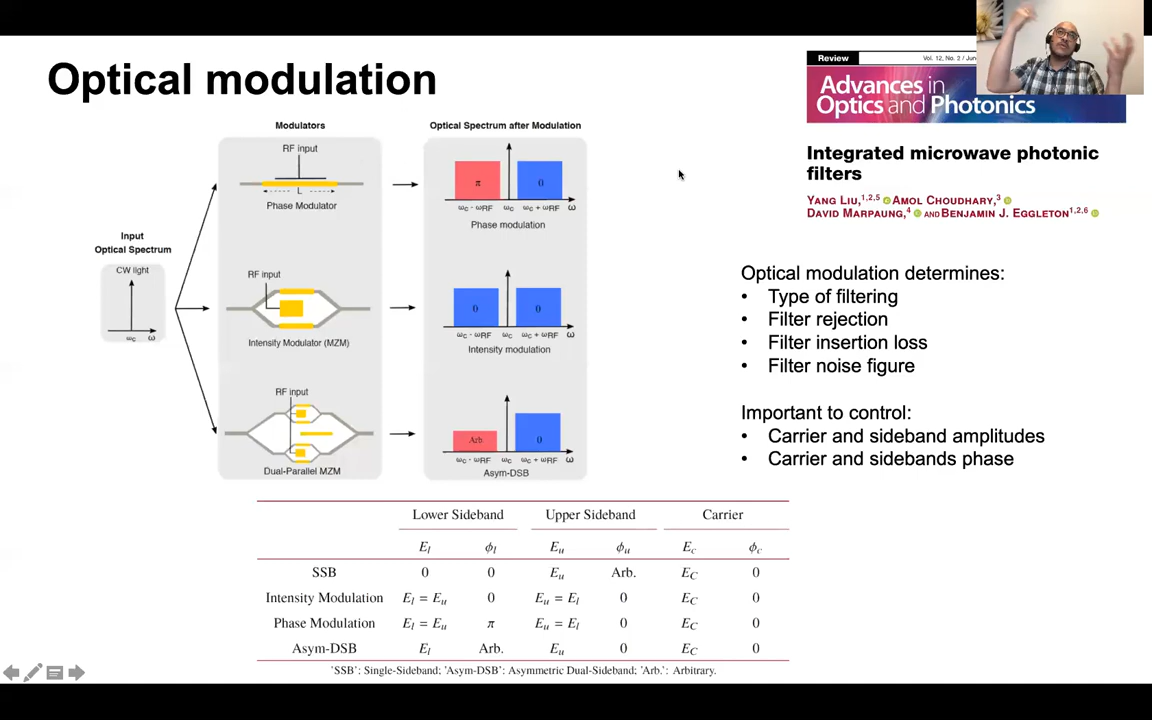 Optical modulation
Modulators
Optical Spectrum after Modulation
Input
Optical Spectrum
CW light
ωc ω
RF input
L
Phase Modulator
RF input
Intensity Modulator (MZM)
RF input
Dual-Parallel MZM
π 0
ωc - ωRF ωc ωc + ωRF ω
Phase modulation
0 0
ωc - ωRF ωc ωc + ωRF ω
Intensity modulation
Arb. 0
ωc - ωRF ωc ωc + ωRF ω
Asym-DSB
Review Vol. 12, No. 2 / Jun
Advances in
Optics and Photonics
Integrated microwave photonic
filters
YANG LIU,1,2,5 AMOL CHOUDHARY,3
DAVID MARPAUNG,4 AND BENJAMIN J. EGGLETON1,2,6
Optical modulation determines:
• Type of filtering
• Filter rejection
• Filter insertion loss
• Filter noise figure
Important to control:
• Carrier and sideband amplitudes
• Carrier and sidebands phase
Lower Sideband Upper Sideband Carrier
El ϕl Eu ϕu Ec ϕc
SSB 0 0 Eu Arb. EC 0
Intensity Modulation El = Eu 0 Eu = El 0 EC 0
Phase Modulation El = Eu π Eu = El 0 EC 0
Asym-DSB El Arb. Eu 0 EC 0
'SSB': Single-Sideband; 'Asym-DSB': Asymmetric Dual-Sideband; 'Arb.': Arbitrary.